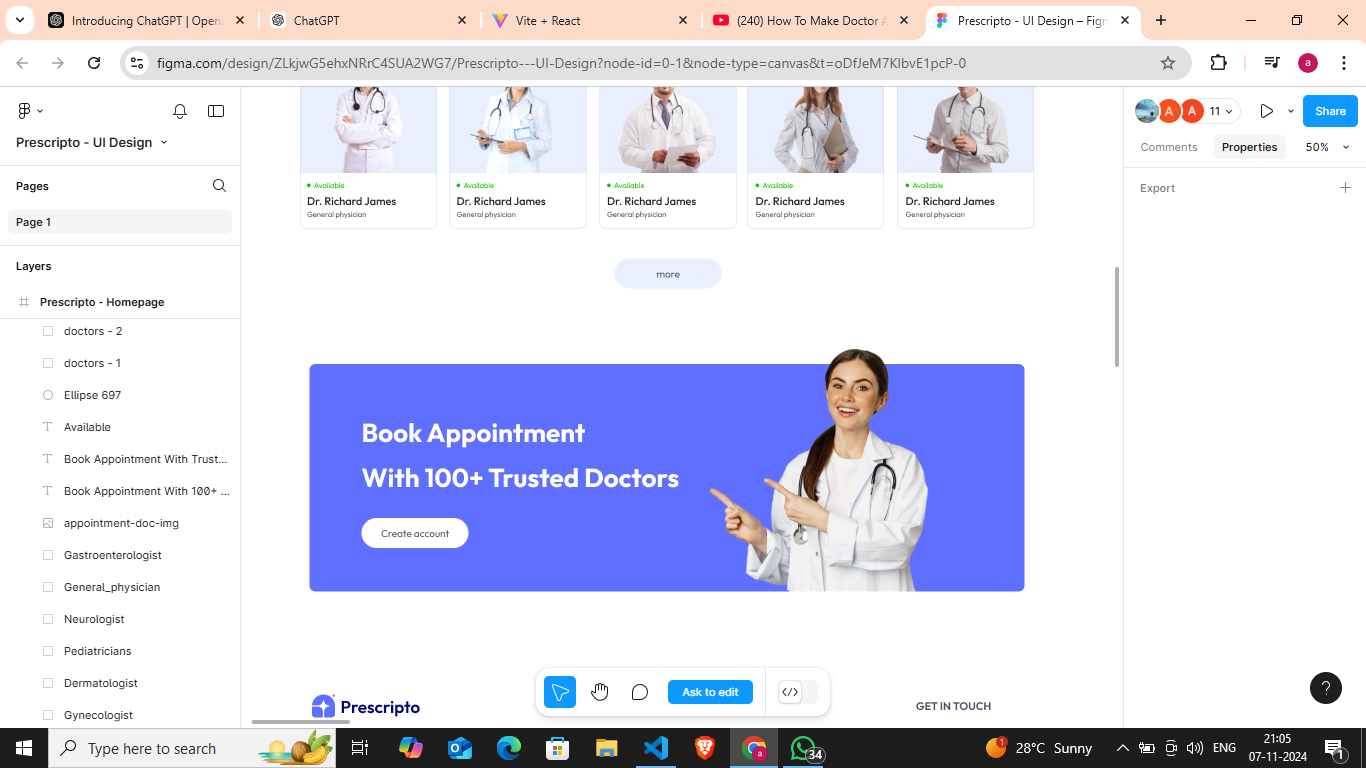 Introducing ChatGPT | Open
ChatGPT
Vite + React
(240) How To Make Doctor A
Prescripto - UI Design – Figm
figma.com/design/ZLkjwG5ehxNRrC4SUA2WG7/Prescripto---UI-Design?node-id=0-1&node-type=canvas&t=oDfJeM7KIbvE1pcP-0
a
Prescripto - UI Design
Pages
Page 1
Layers
Prescripto - Homepage
doctors - 2
doctors - 1
Ellipse 697
Available
Book Appointment With Trust...
Book Appointment With 100+ ...
appointment-doc-img
Gastroenterologist
General_physician
Neurologist
Pediatricians
Dermatologist
Gynecologist
Available Available Available Available Available
Dr. Richard James Dr. Richard James Dr. Richard James Dr. Richard James Dr. Richard James
General physician General physician General physician General physician General physician
more
Book Appointment
With 100+ Trusted Doctors
Create account
Prescripto
GET IN TOUCH
Ask to edit
A A 11
Share
Comments Properties 50%
Export
?
Type here to search
a
34
1
28°C Sunny
ENG
21:05
07-11-2024
1